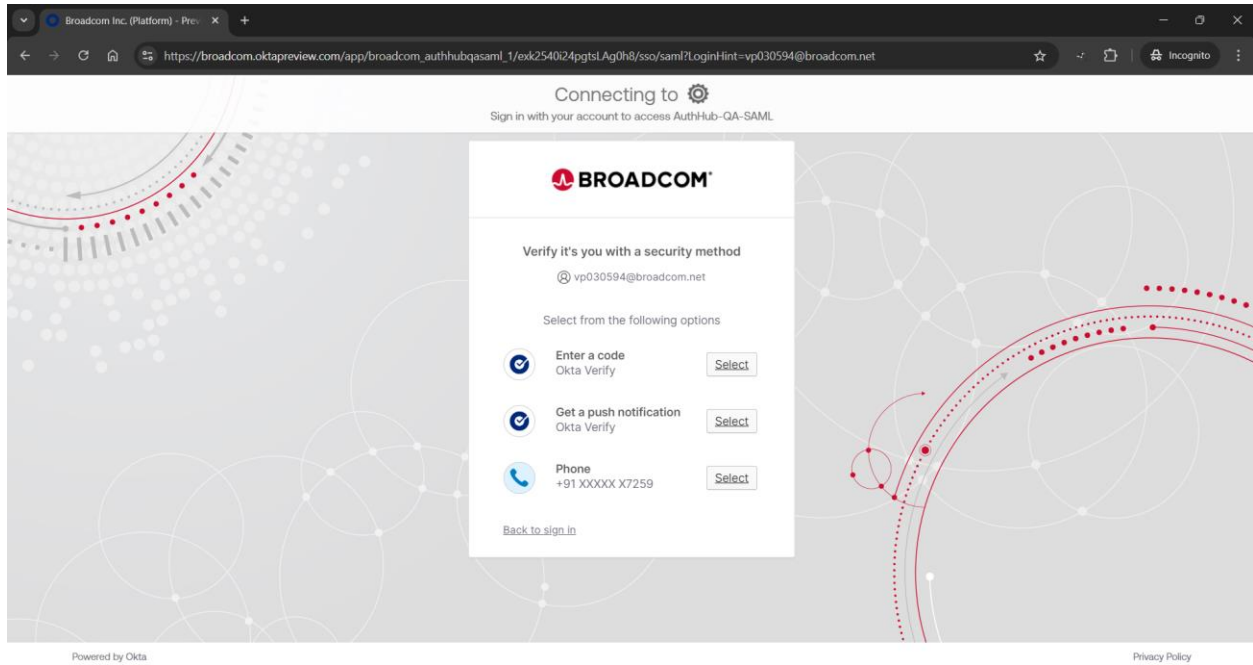 Broadcom Inc. (Platform) - Prev
https://broadcom.oktapreview.com/app/broadcom_authhubqasaml_1/exk2540i24pgtsLAg0h8/sso/saml?LoginHint=vp030594@broadcom.net
Incognito
Connecting to
Sign in with your account to access AuthHub-QA-SAML
BROADCOM
Verify it's you with a security method
vp030594@broadcom.net
Select from the following options
Enter a code
Okta Verify
Select
Get a push notification
Okta Verify
Select
Phone
+91 XXXXX X7259
Select
Back to sign in
Powered by Okta
Privacy Policy